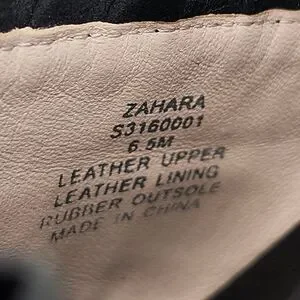 ZAHARA
S3160001
6.5M
LEATHER UPPER
LEATHER LINING
RUBBER OUTSOLE
MADE IN CHINA